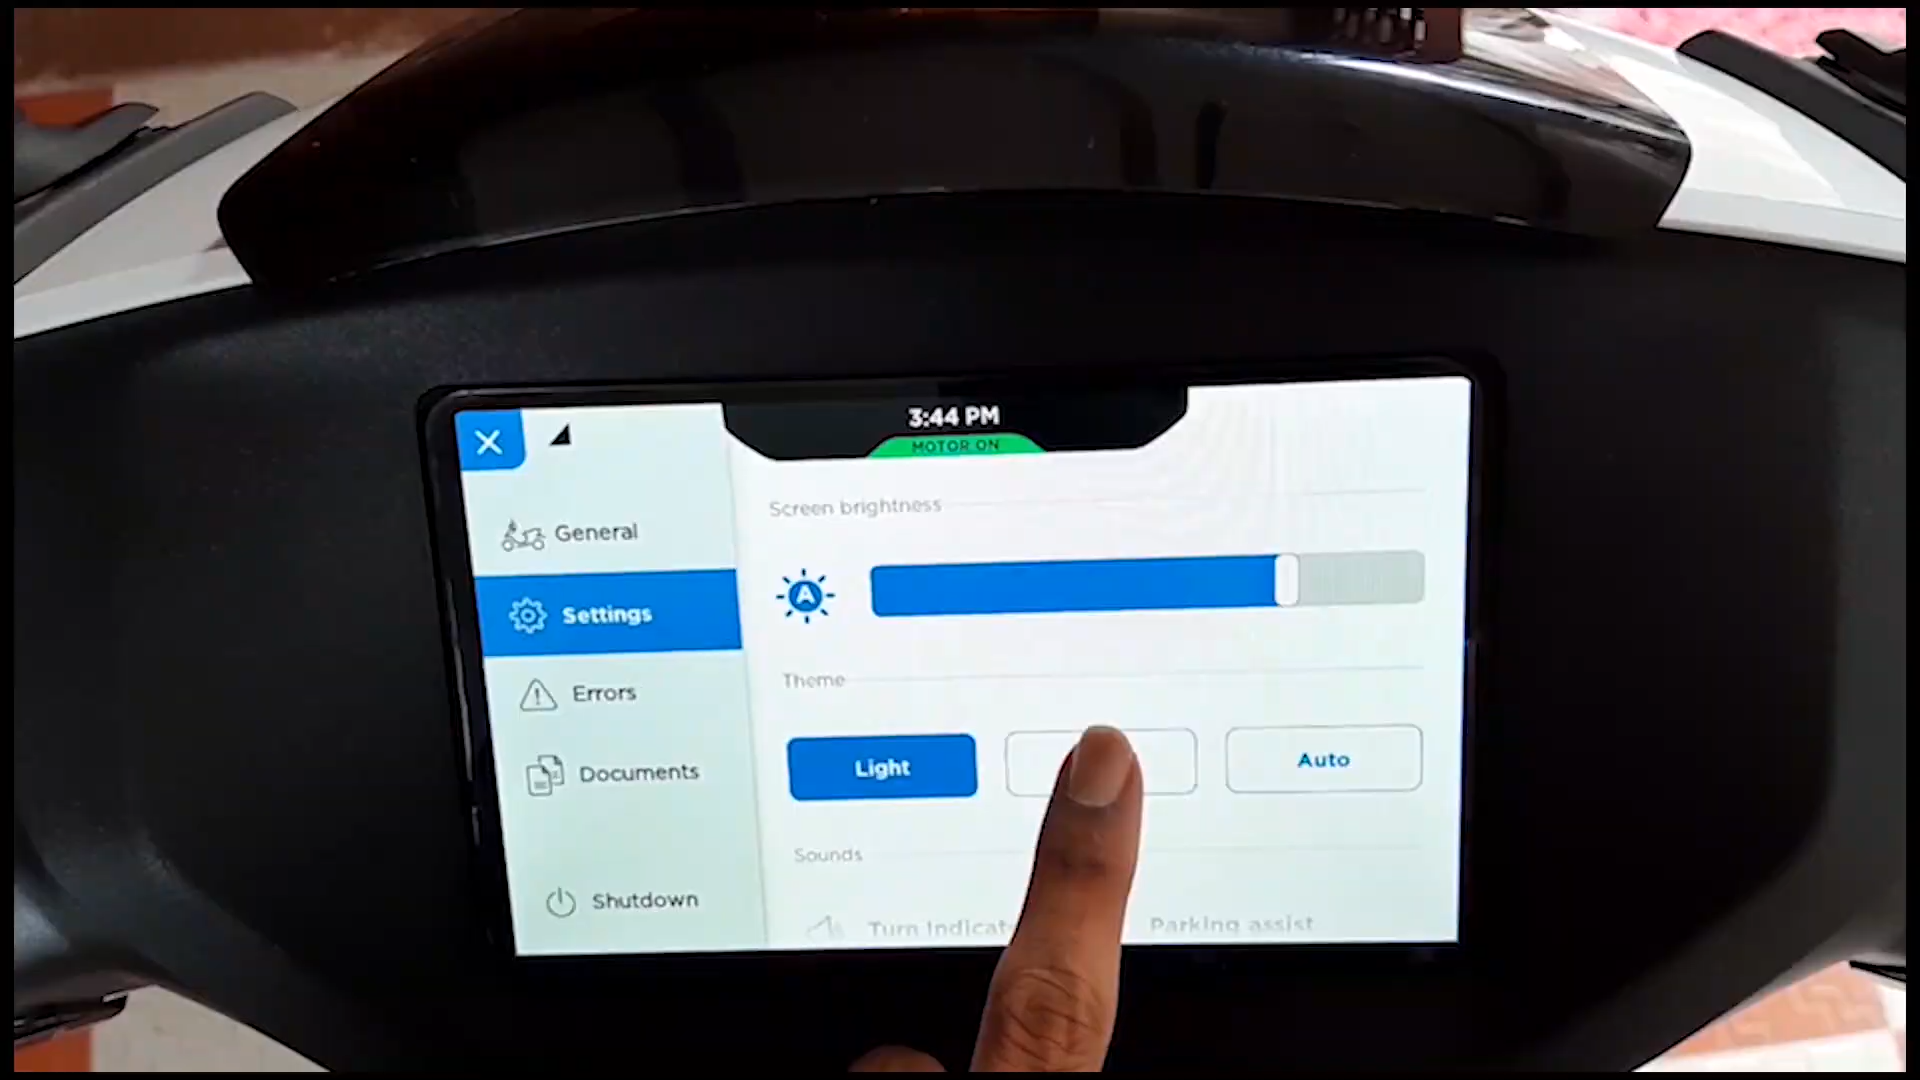 3:44 PM
MOTOR ON
General
Settings
Errors
Documents
Shutdown
Screen brightness
A
Theme
Light
Auto
Sounds
Turn Indicat
Parking assist